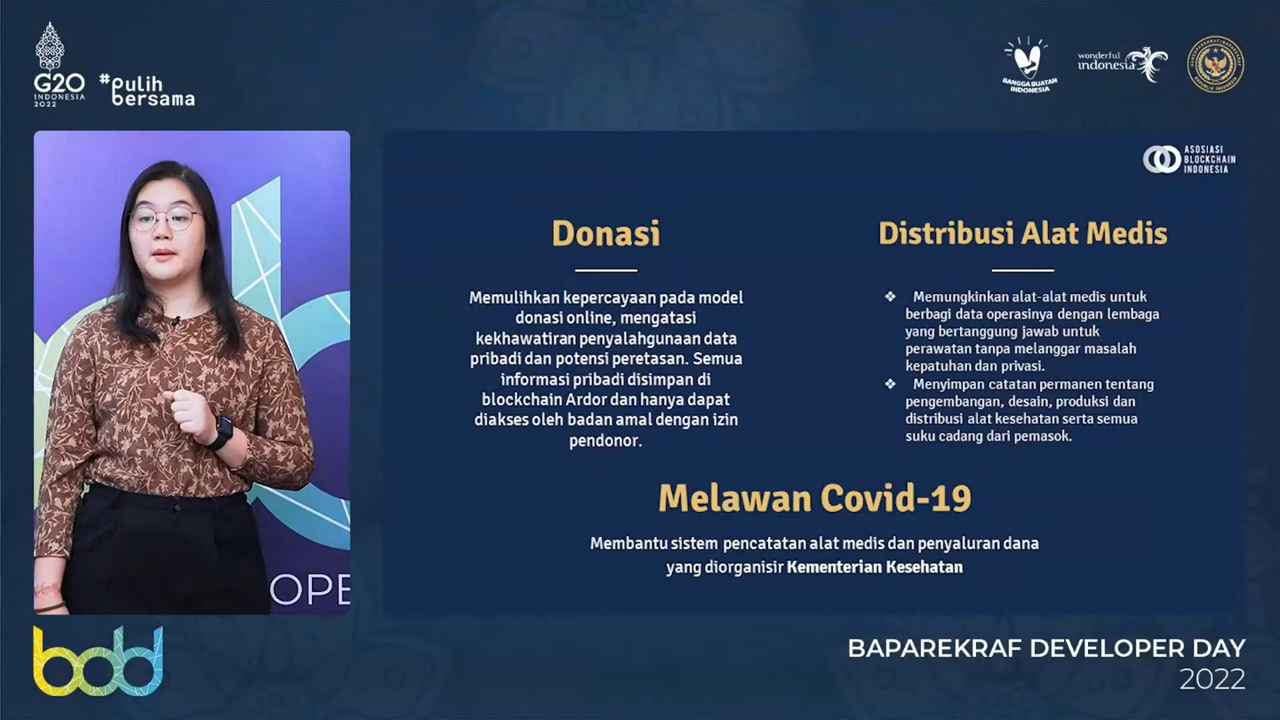 G20
INDONESIA
2022
#pulih
bersama
BANGGA BUATAN
INDONESIA
wonderful
indonesia
ASOSIASI
BLOCKCHAIN
INDONESIA
Donasi
Memulihkan kepercayaan pada model
donasi online, mengatasi
kekhawatiran penyalahgunaan data
pribadi dan potensi peretasan. Semua
informasi pribadi disimpan di
blockchain Ardor dan hanya dapat
diakses oleh badan amal dengan izin
pendonor.
Distribusi Alat Medis
❖ Memungkinkan alat-alat medis untuk
berbagi data operasinya dengan lembaga
yang bertanggung jawab untuk
perawatan tanpa melanggar masalah
kepatuhan dan privasi.
❖ Menyimpan catatan permanen tentang
pengembangan, desain, produksi dan
distribusi alat kesehatan serta semua
suku cadang dari pemasok.
Melawan Covid-19
Membantu sistem pencatatan alat medis dan penyaluran dana
yang diorganisir Kementerian Kesehatan
OPE
bdd
BAPAREKRAF DEVELOPER DAY
2022